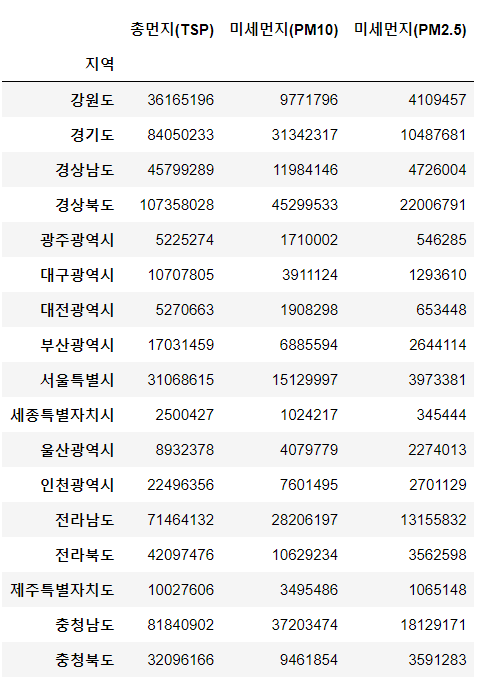 총먼지(TSP) 미세먼지(PM10) 미세먼지(PM2.5)
지역
강원도 36165196 9771796 4109457
경기도 84050233 31342317 10487681
경상남도 45799289 11984146 4726004
경상북도 107358028 45299533 22006791
광주광역시 5225274 1710002 546285
대구광역시 10707805 3911124 1293610
대전광역시 5270663 1908298 653448
부산광역시 17031459 6885594 2644114
서울특별시 31068615 15129997 3973381
세종특별자치시 2500427 1024217 345444
울산광역시 8932378 4079779 2274013
인천광역시 22496356 7601495 2701129
전라남도 71464132 28206197 13155832
전라북도 42097476 10629234 3562598
제주특별자치도 10027606 3495486 1065148
충청남도 81840902 37203474 18129171
충청북도 32096166 9461854 3591283